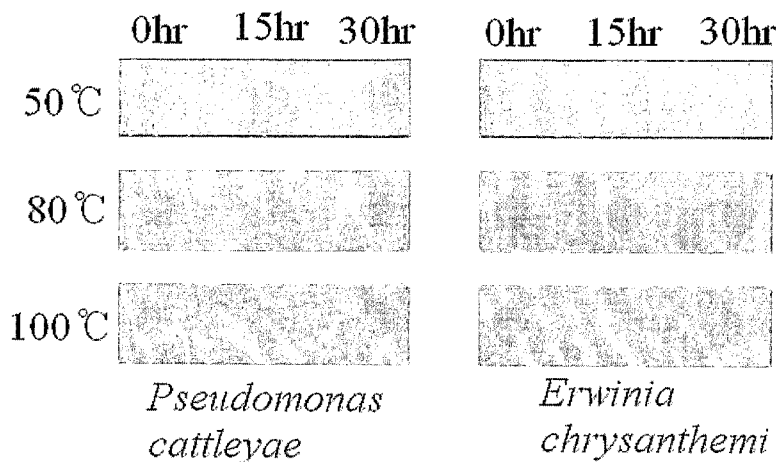 0hr 15hr 30hr 0hr 15hr 30hr
50℃
80℃
100℃
Pseudomonas cattleyae
Erwinia chrysanthemi